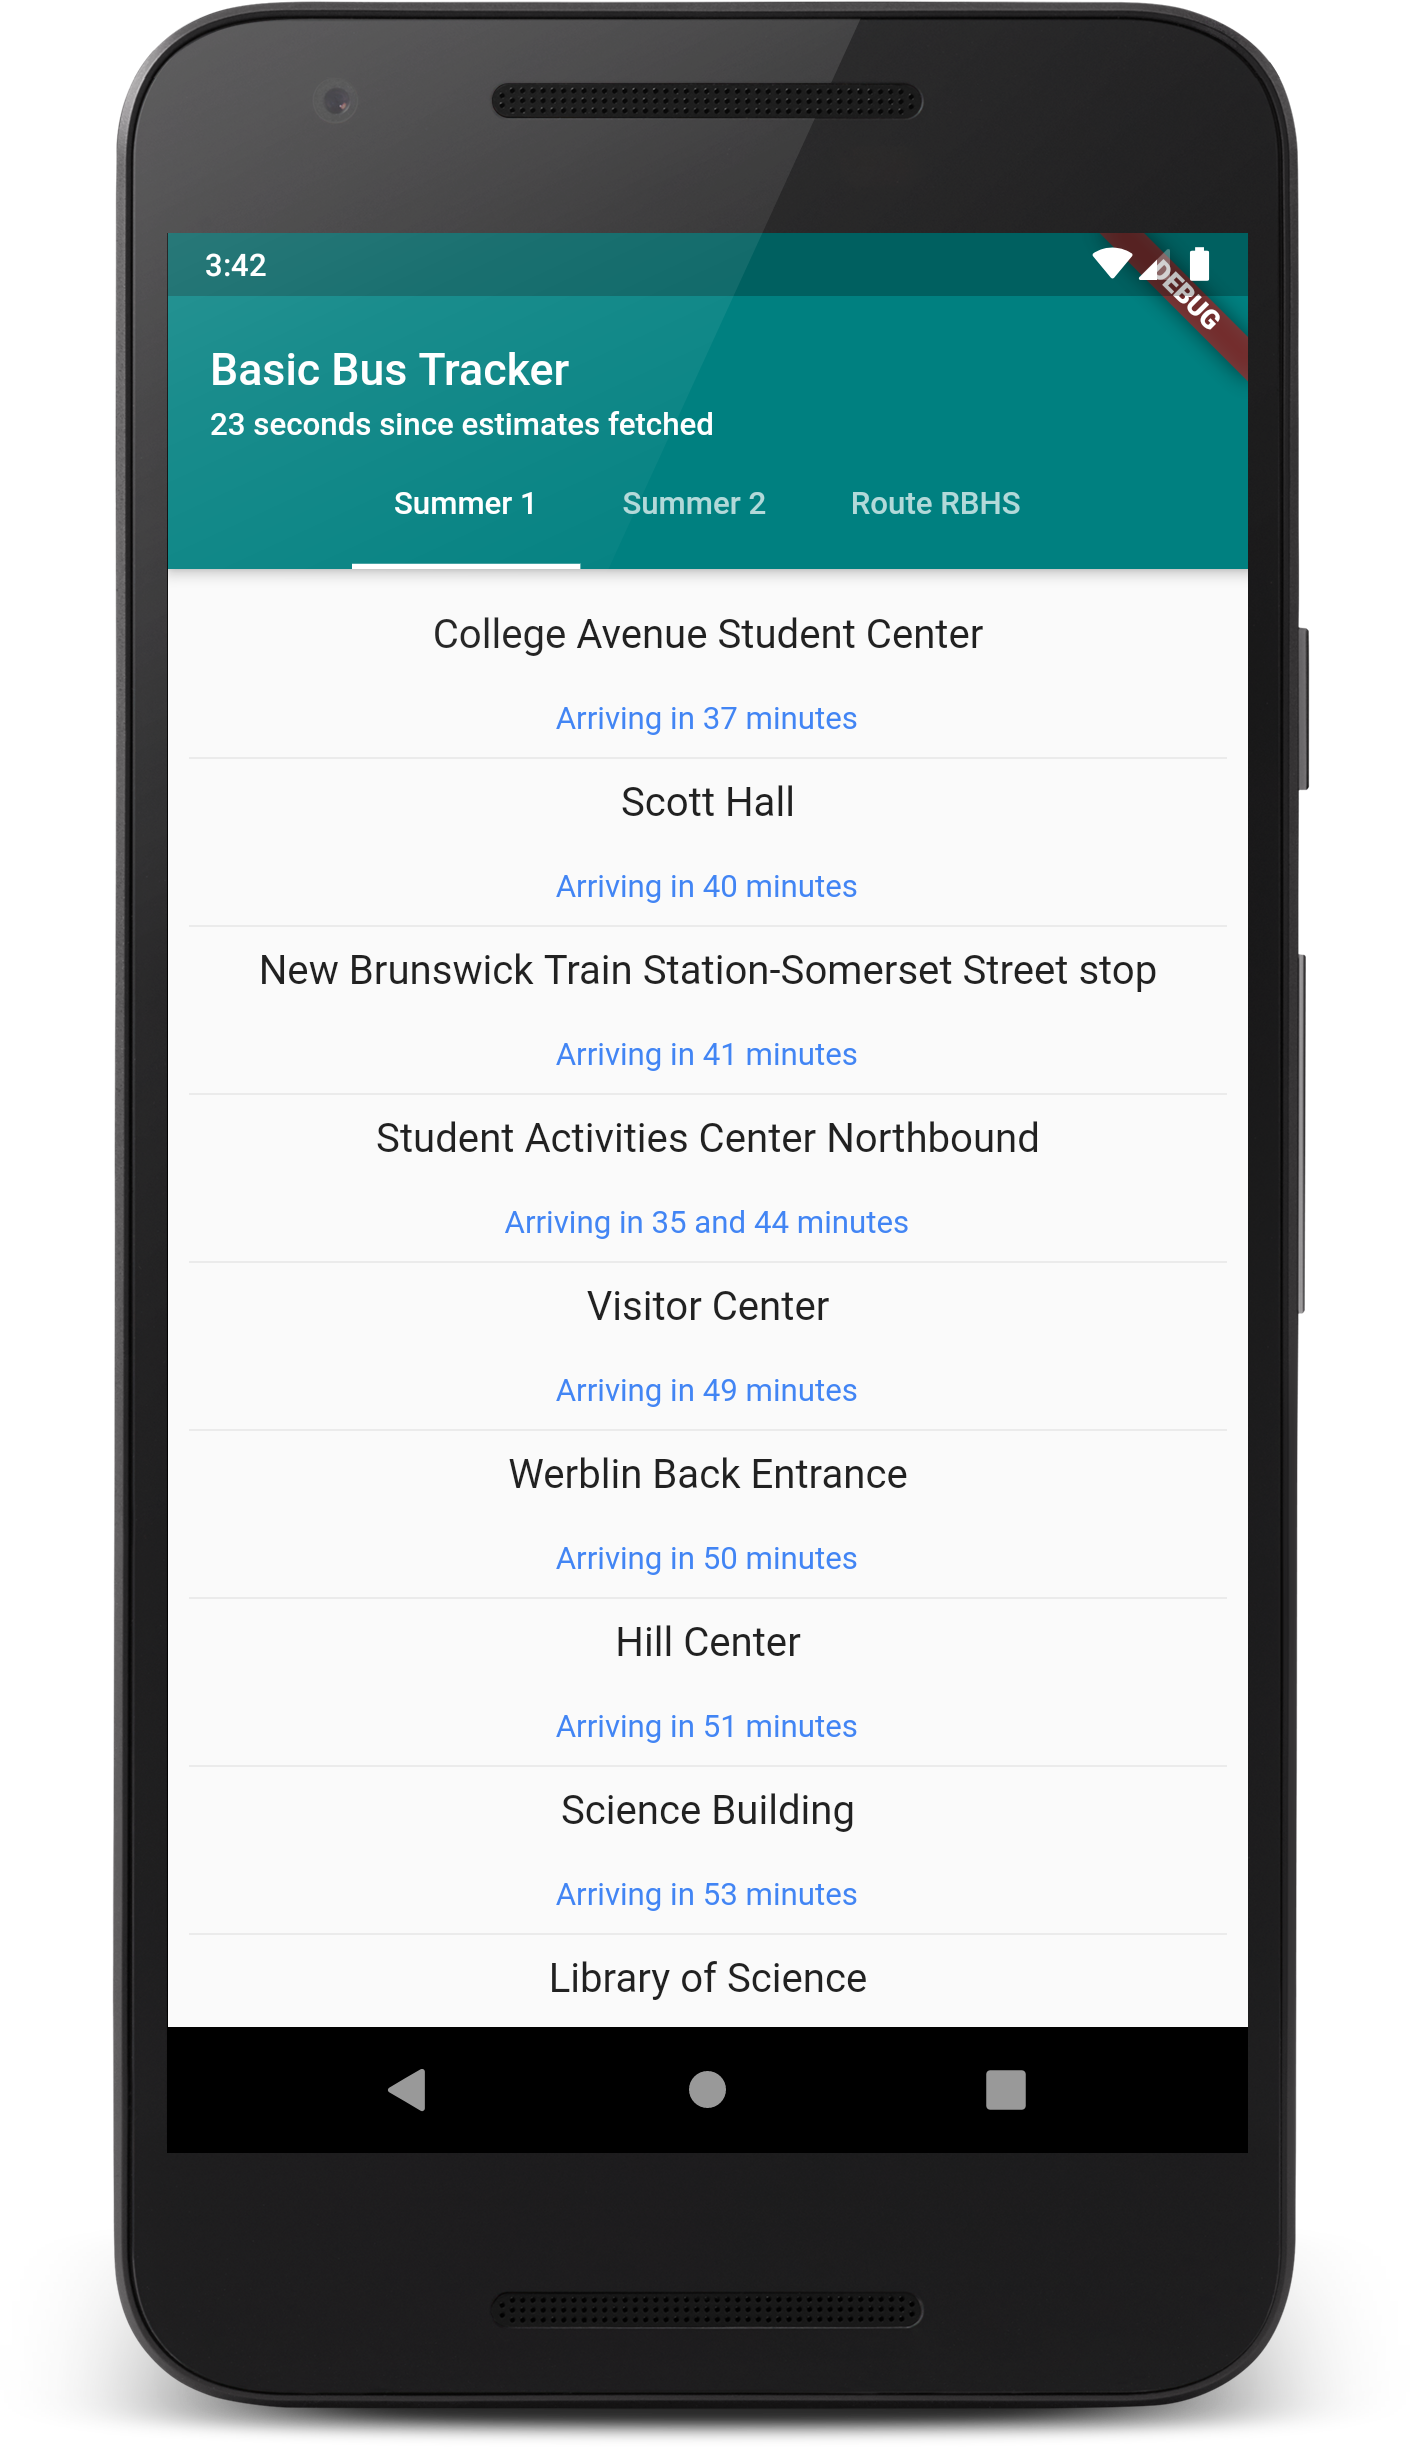 3:42
DEBUG
Basic Bus Tracker
23 seconds since estimates fetched
Summer 1 Summer 2 Route RBHS
College Avenue Student Center
Arriving in 37 minutes
Scott Hall
Arriving in 40 minutes
New Brunswick Train Station-Somerset Street stop
Arriving in 41 minutes
Student Activities Center Northbound
Arriving in 35 and 44 minutes
Visitor Center
Arriving in 49 minutes
Werblin Back Entrance
Arriving in 50 minutes
Hill Center
Arriving in 51 minutes
Science Building
Arriving in 53 minutes
Library of Science